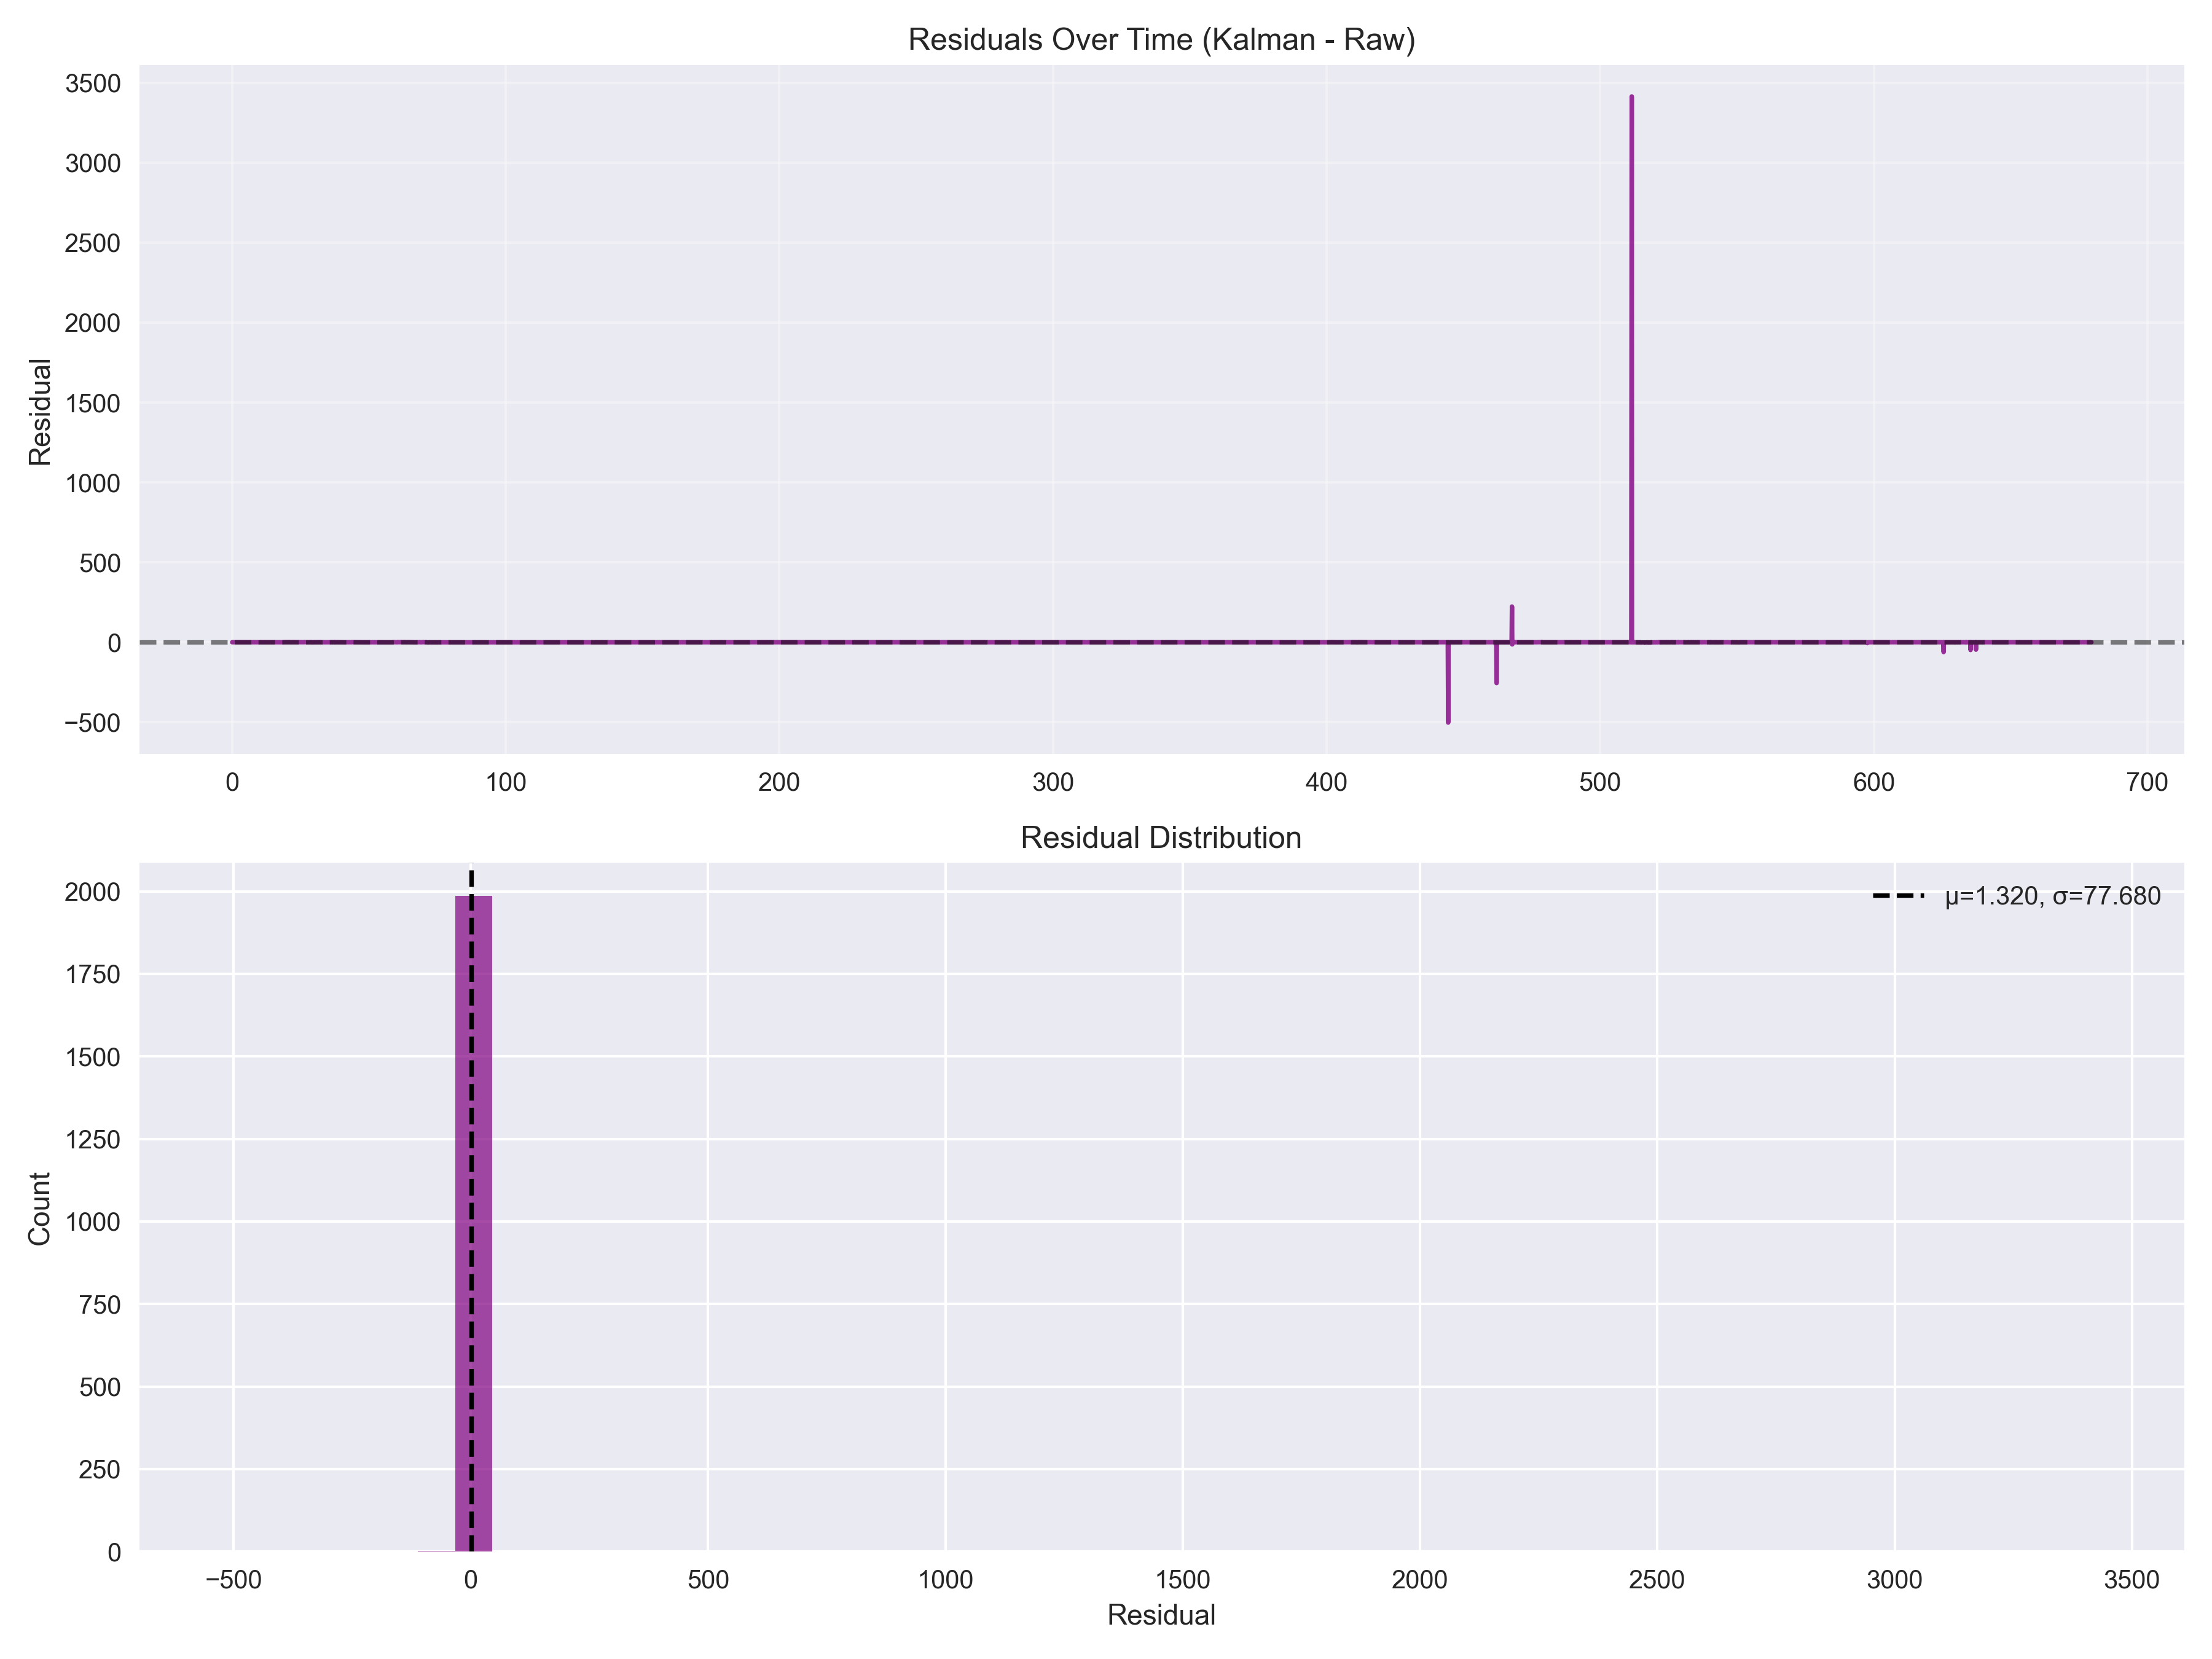 Residuals Over Time (Kalman - Raw)
3500
3000
2500
2000
1500
1000
500
0
−500
Residual
0 100 200 300 400 500 600 700
Residual Distribution
2000
1750
1500
1250
1000
750
500
250
0
Count
μ=1.320, σ=77.680
−500 0 500 1000 1500 2000 2500 3000 3500
Residual